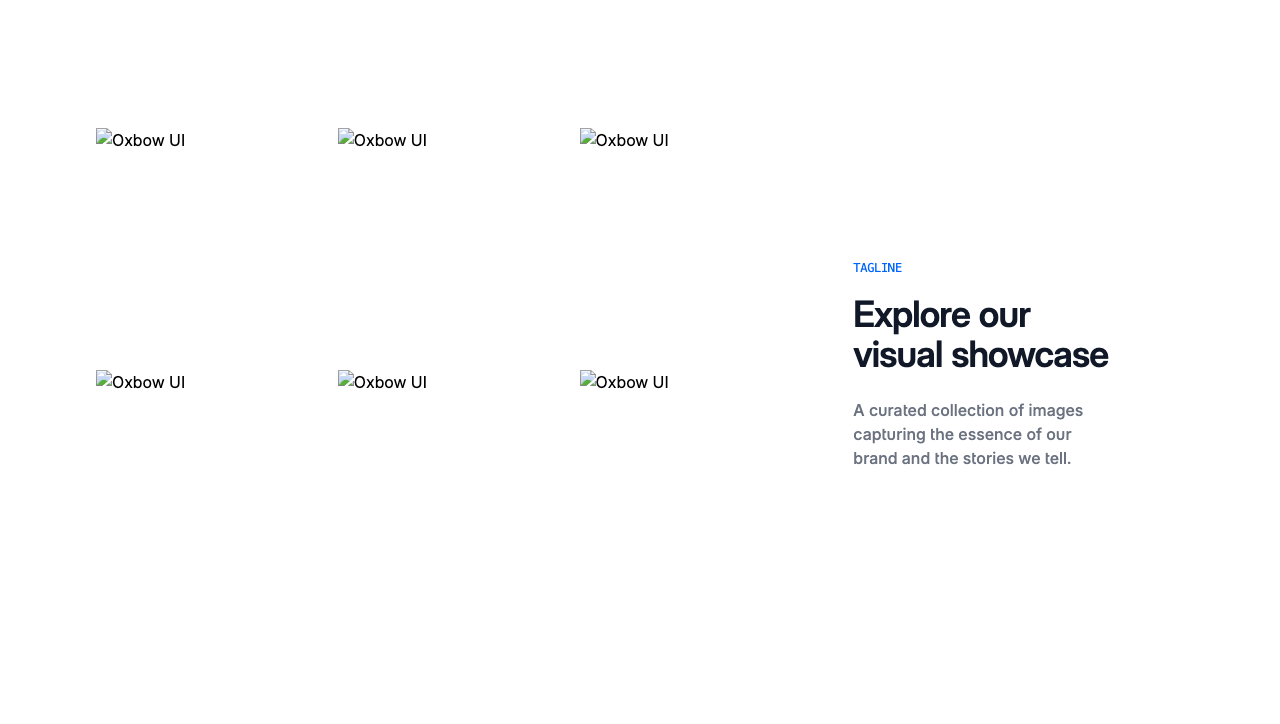 Oxbow UI Oxbow UI Oxbow UI
Oxbow UI Oxbow UI Oxbow UI
TAGLINE
Explore our
visual showcase
A curated collection of images
capturing the essence of our
brand and the stories we tell.